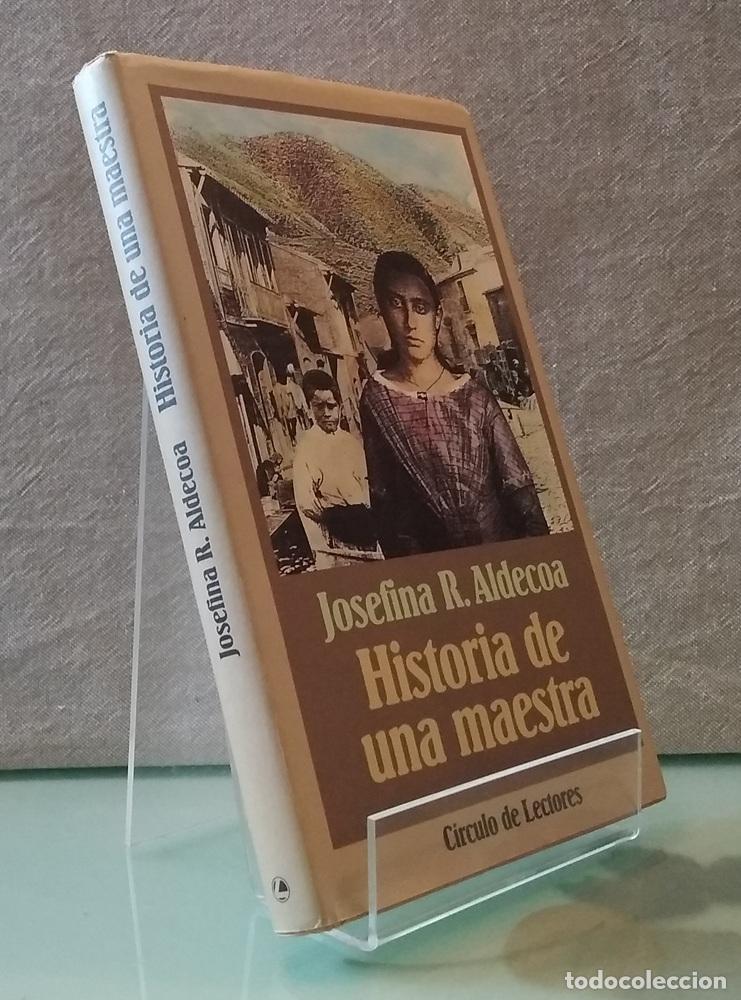 Josefina R. Aldecoa Historia de una maestra
Josefina R. Aldecoa
Historia de
una maestra
Círculo de Lectores
todocoleccion